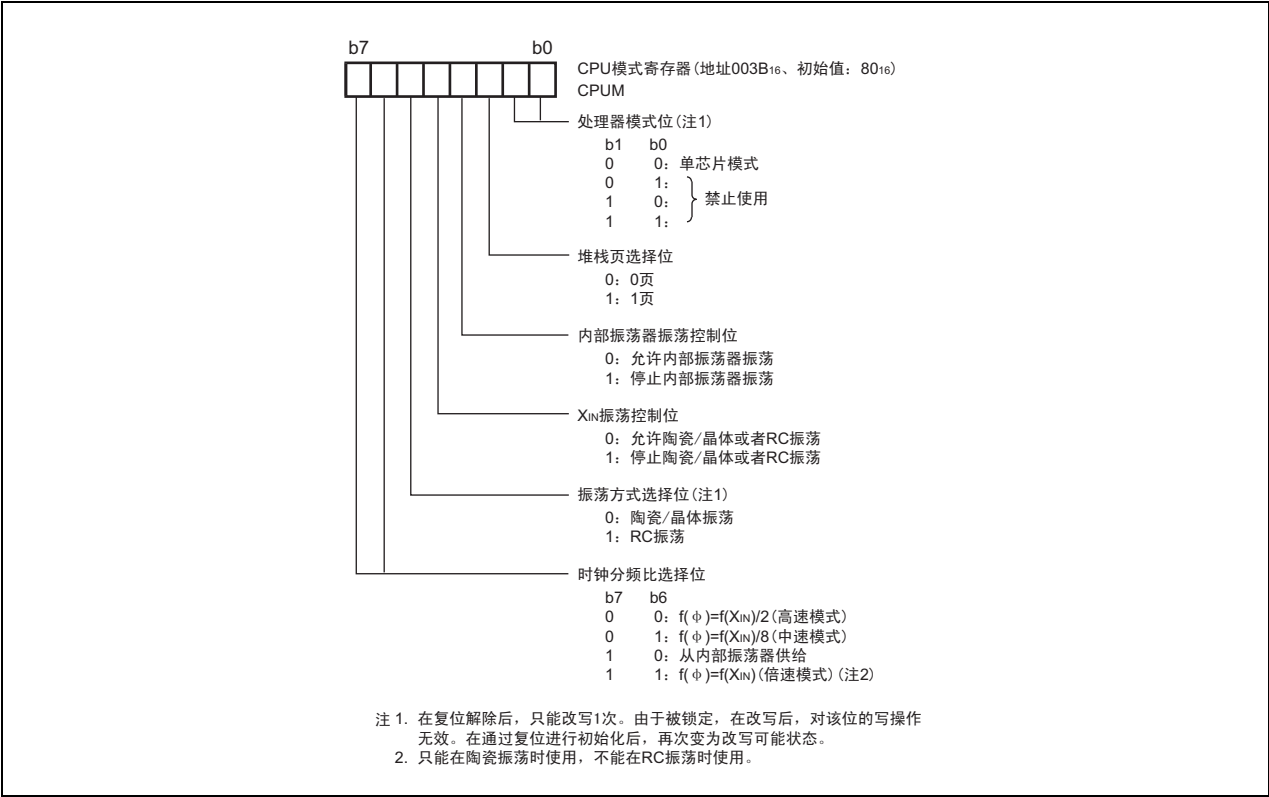 b7 b0
CPU模式寄存器(地址003B16、初始值：8016)
CPUM
处理器模式位(注1)
b1 b0
0 0：单芯片模式
0 1：
1 0：
禁止使用
1 1：
堆栈页选择位
0：0页
1：1页
内部振荡器振荡控制位
0：允许内部振荡器振荡
1：停止内部振荡器振荡
XIN振荡控制位
0：允许陶瓷/晶体或者RC振荡
1：停止陶瓷/晶体或者RC振荡
振荡方式选择位(注1)
0：陶瓷/晶体振荡
1：RC振荡
时钟分频比选择位
b7 b6
0 0：f(φ)=f(XIN)/2(高速模式)
0 1：f(φ)=f(XIN)/8(中速模式)
1 0：从内部振荡器供给
1 1：f(φ)=f(XIN)(倍速模式)(注2)
注 1. 在复位解除后，只能改写1次。由于被锁定，在改写后，对该位的写操作
无效。在通过复位进行初始化后，再次变为改写可能状态。
2. 只能在陶瓷振荡时使用，不能在RC振荡时使用。